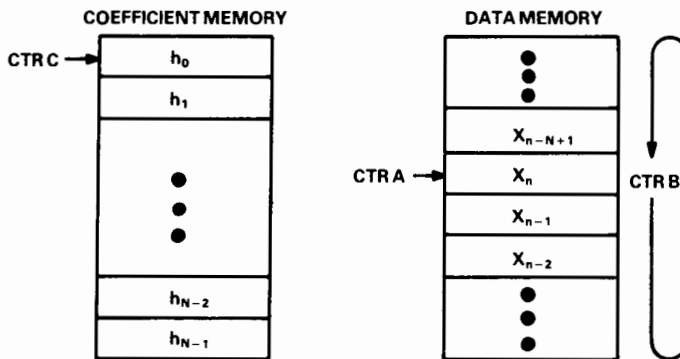 COEFFICIENT MEMORY
CTR C
h₀
h₁
hN−2
hN−1
DATA MEMORY
Xn−N+1
CTR A
Xn
CTR B
Xn−1
Xn−2